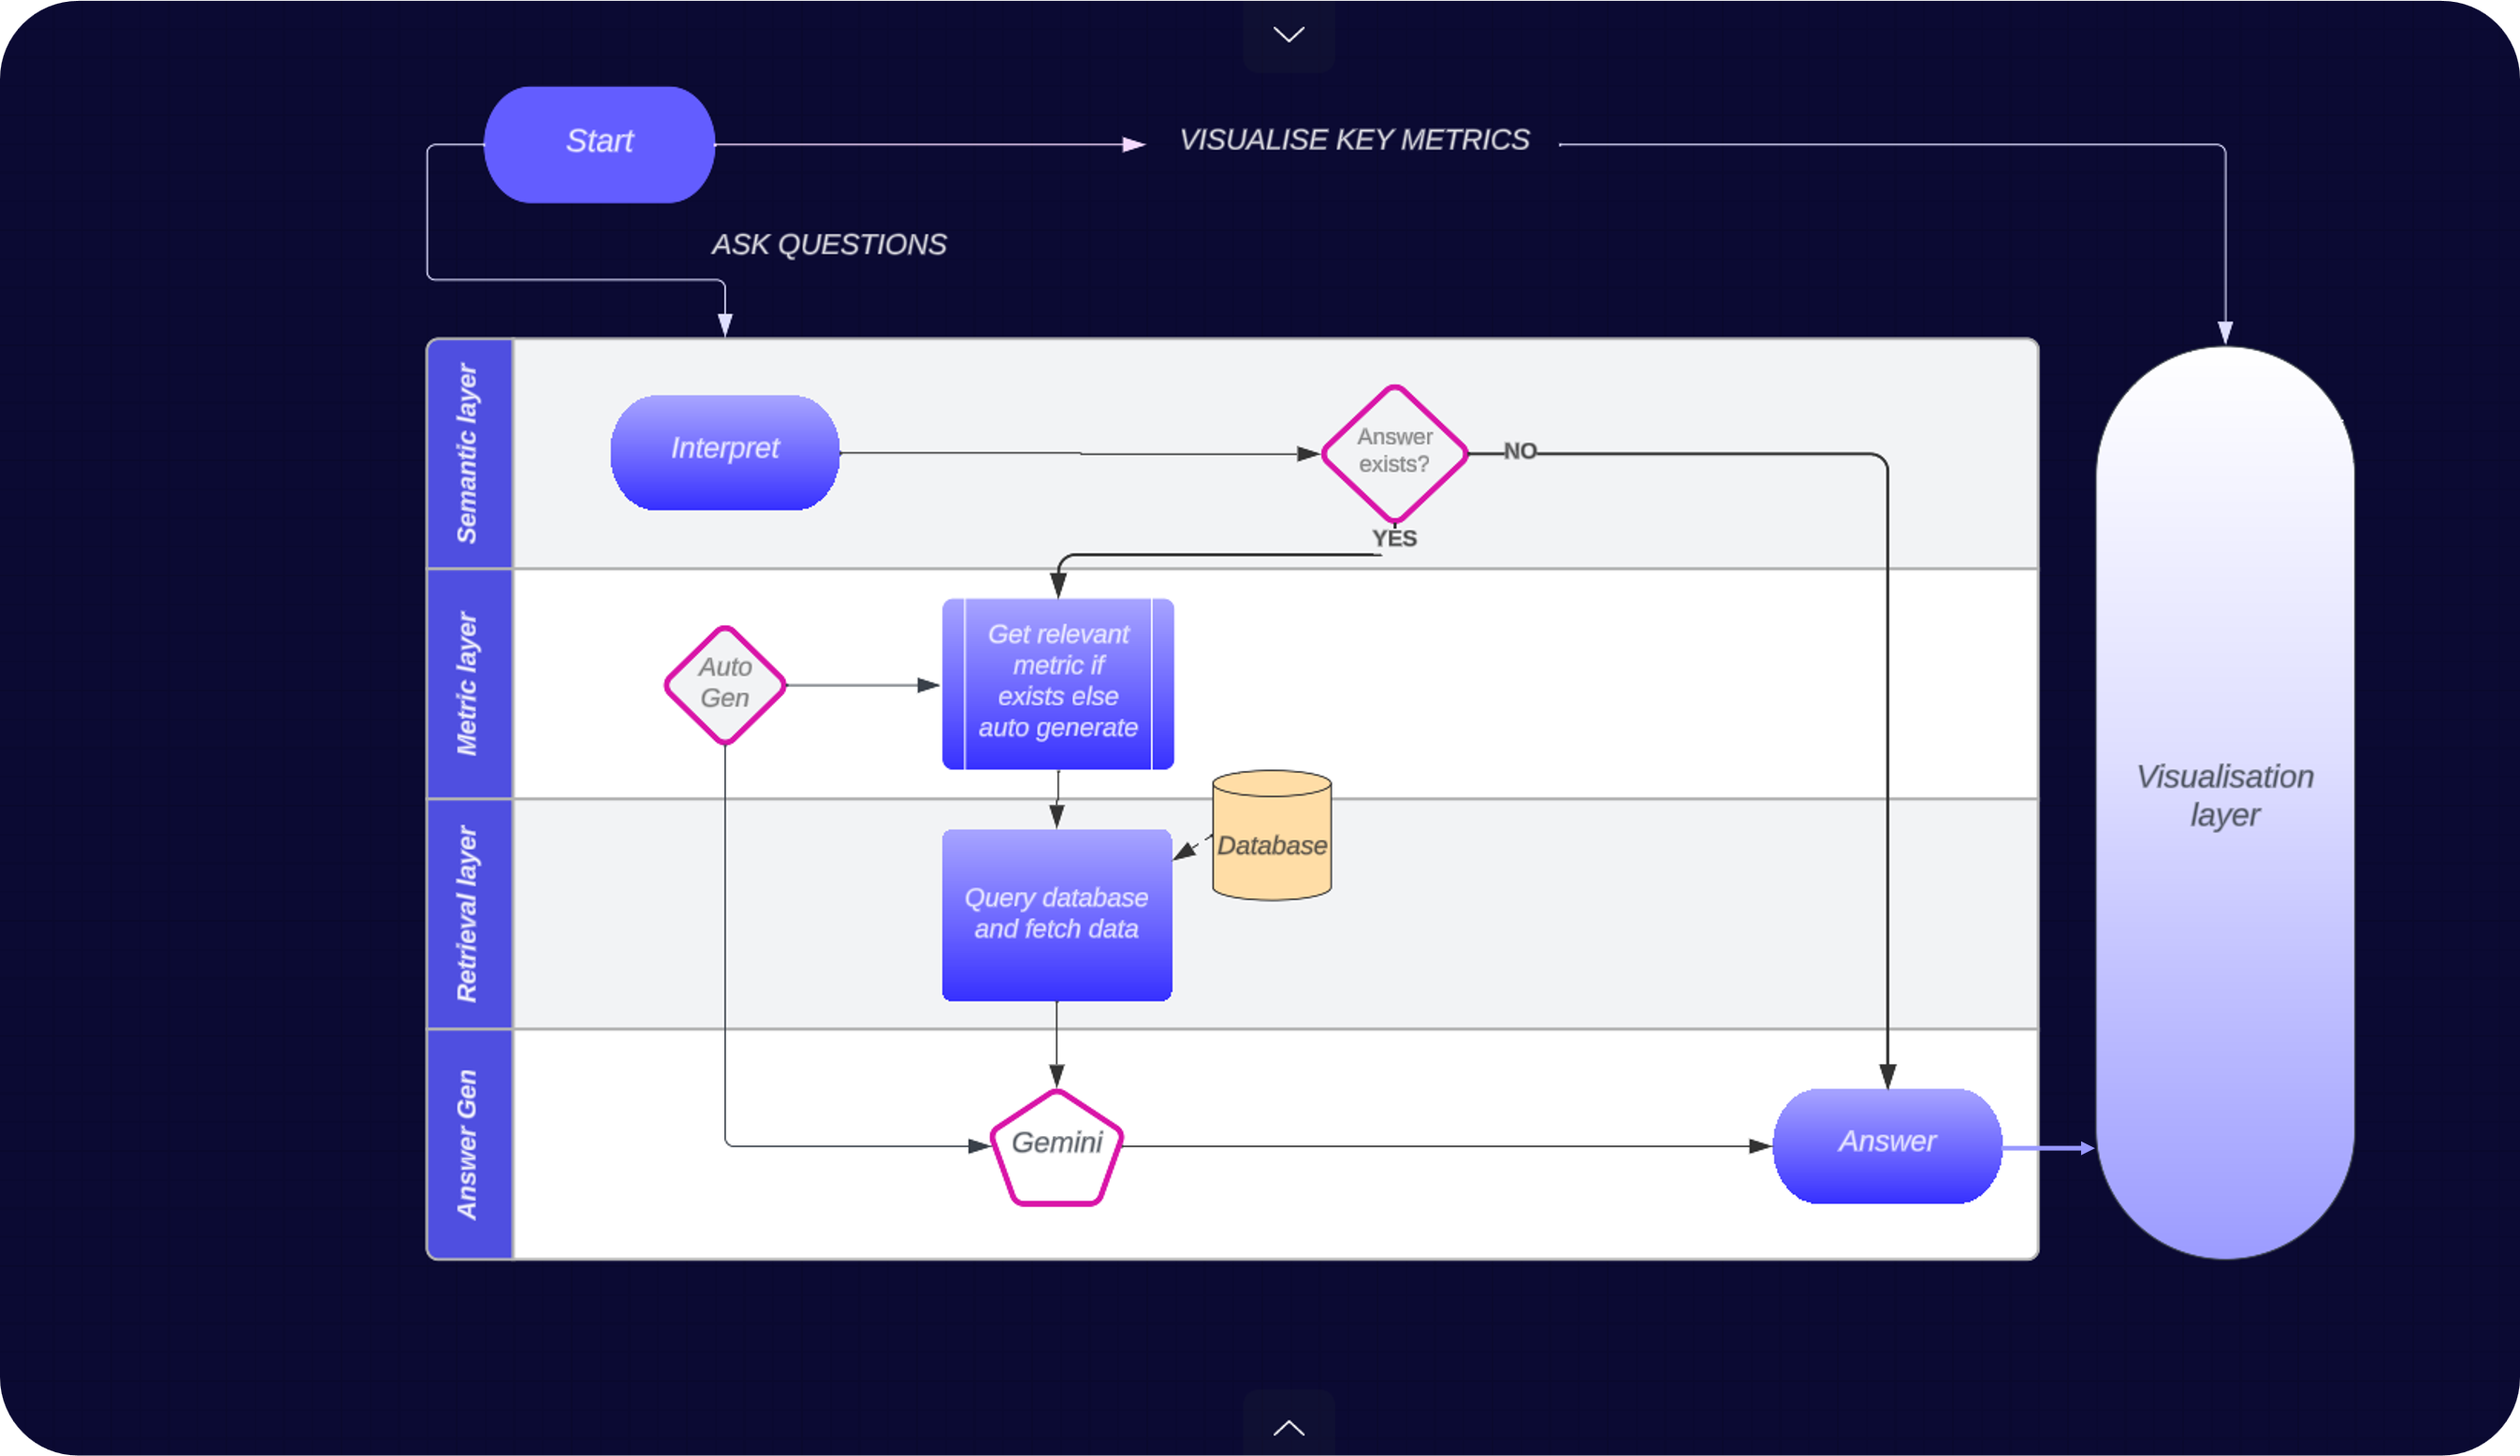 Start
VISUALISE KEY METRICS
ASK QUESTIONS
Semantic layer
Interpret
Answer
exists?
NO
YES
Metric layer
Auto
Gen
Get relevant
metric if
exists else
auto generate
Retrieval layer
Query database
and fetch data
Database
Answer Gen
Gemini
Answer
Visualisation
layer